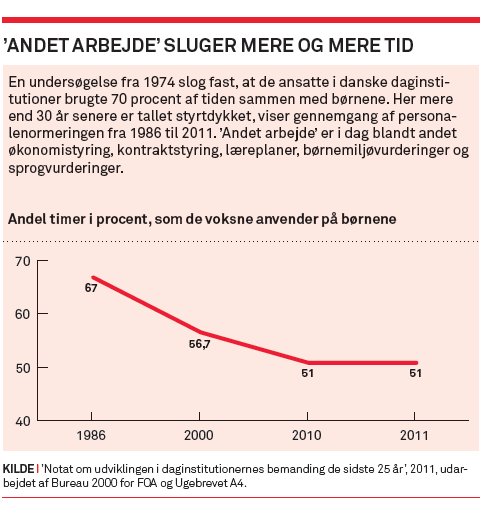 ’ANDET ARBEJDE’ SLUGER MERE OG MERE TID
En undersøgelse fra 1974 slog fast, at de ansatte i danske daginsti-
tutioner brugte 70 procent af tiden sammen med børnene. Her mere
end 30 år senere er tallet styrtdykket, viser gennemgang af persona-
lenormeringen fra 1986 til 2011. ’Andet arbejde’ er i dag blandt andet
økonomistyring, kontraktstyring, læreplaner, børnemiljøvurderinger og
sprogvurderinger.
Andel timer i procent, som de voksne anvender på børnene
70
60
50
40
67
56,7
51
51
1986
2000
2010
2011
KILDE | ’Notat om udviklingen i daginstitutionernes bemanding de sidste 25 år’, 2011, udar-
bejdet af Bureau 2000 for FOA og Ugebrevet A4.